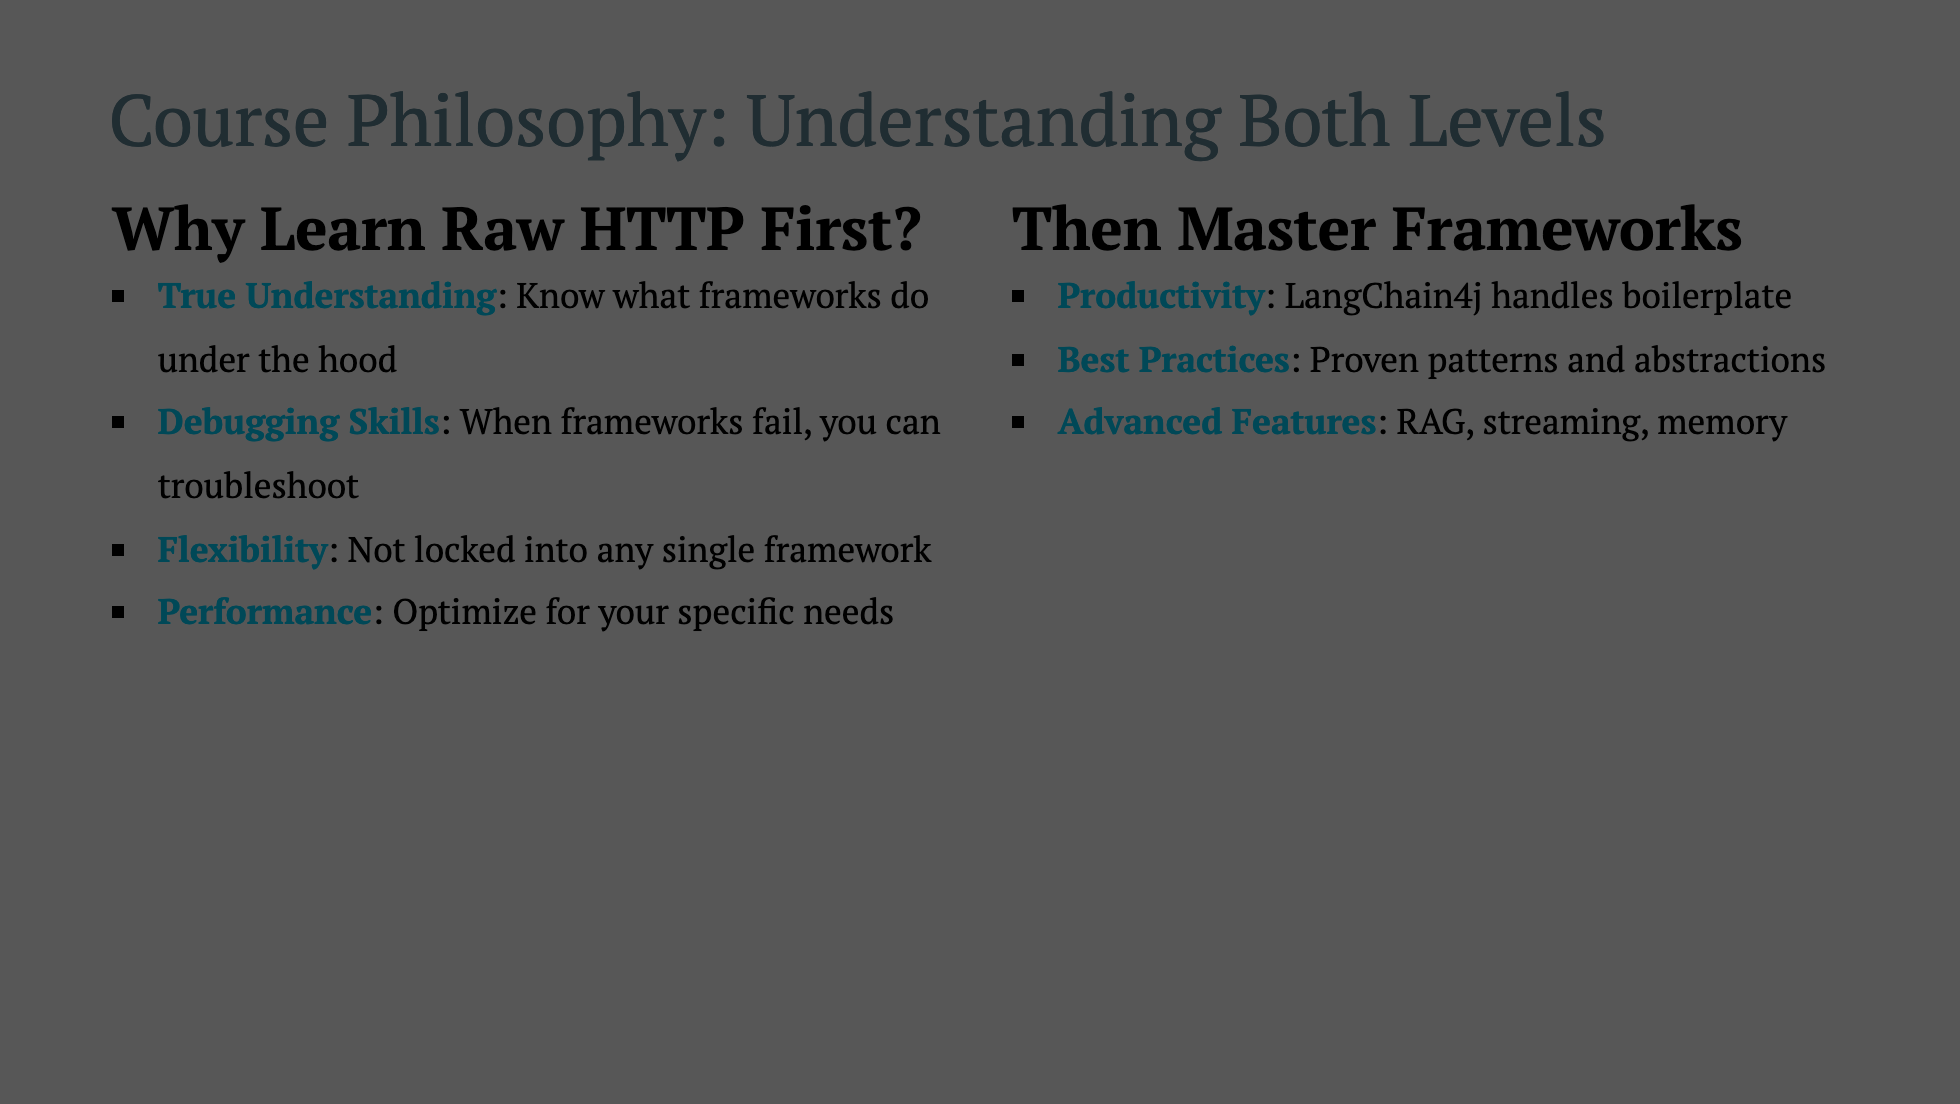 Course Philosophy: Understanding Both Levels
Why Learn Raw HTTP First?
True Understanding: Know what frameworks do
under the hood
Debugging Skills: When frameworks fail, you can
troubleshoot
Flexibility: Not locked into any single framework
Performance: Optimize for your specific needs
Then Master Frameworks
Productivity: LangChain4j handles boilerplate
Best Practices: Proven patterns and abstractions
Advanced Features: RAG, streaming, memory